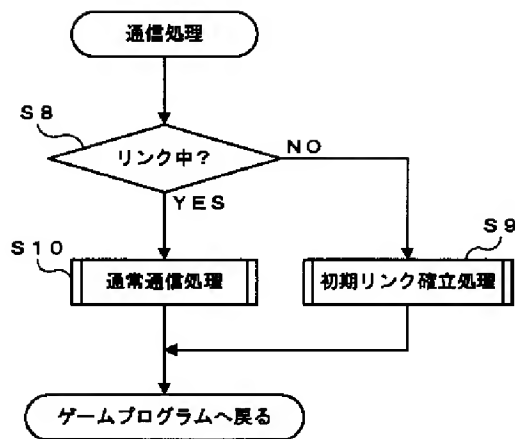 通信処理
S8
リンク中?
NO
YES
S10
通常通信処理
S9
初期リンク確立処理
ゲームプログラムへ戻る